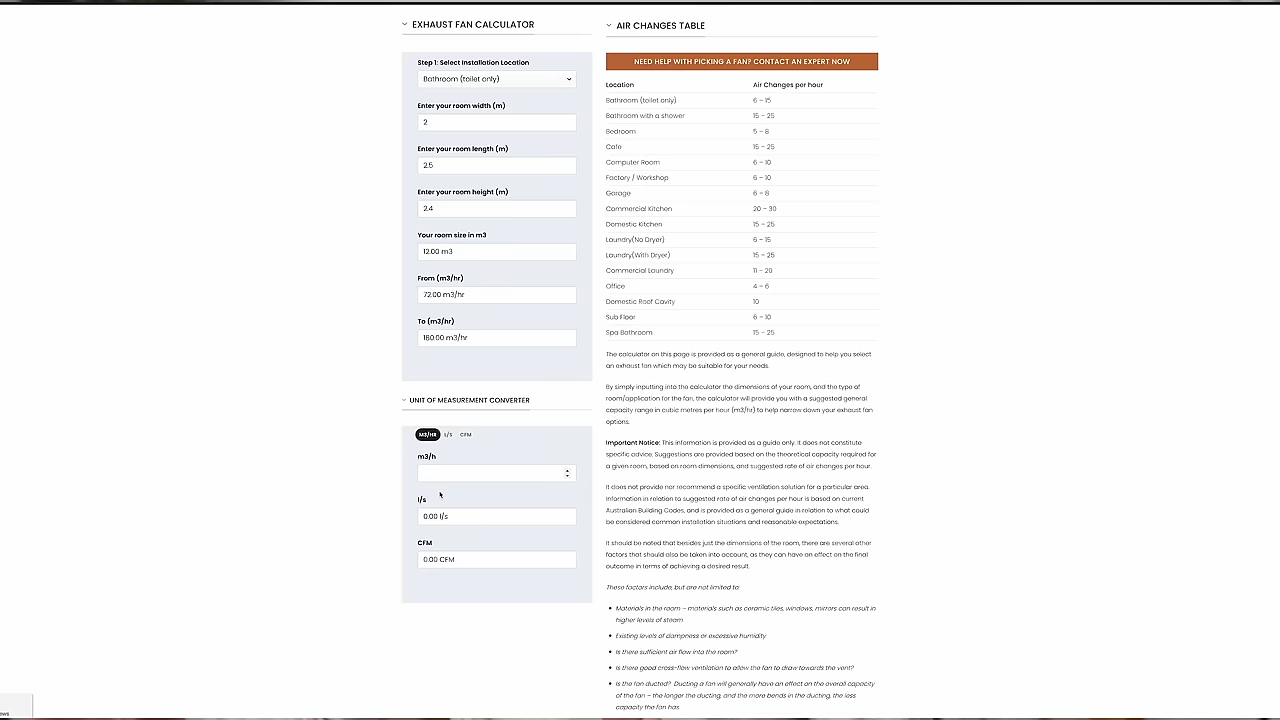 EXHAUST FAN CALCULATOR
Step 1: Select Installation Location
Bathroom (toilet only)
Enter your room width (m)
2
Enter your room length (m)
2.5
Enter your room height (m)
2.4
Your room size in m3
12.00 m3
From (m3/hr)
72.00 m3/hr
To (m3/hr)
180.00 m3/hr
UNIT OF MEASUREMENT CONVERTER
M3/HR L/S CFM
m3/h
l/s
0.00 l/s
CFM
0.00 CFM
AIR CHANGES TABLE
NEED HELP WITH PICKING A FAN? CONTACT AN EXPERT NOW
Location Air Changes per hour
Bathroom (toilet only) 6 – 15
Bathroom with a shower 15 – 25
Bedroom 5 – 8
Cafe 15 – 25
Computer Room 6 – 10
Factory / Workshop 6 – 10
Garage 6 – 8
Commercial Kitchen 20 – 30
Domestic Kitchen 15 – 25
Laundry(No Dryer) 6 – 15
Laundry(With Dryer) 15 – 25
Commercial Laundry 11 – 20
Office 4 – 6
Domestic Roof Cavity 10
Sub Floor 6 – 10
Spa Bathroom 15 – 25
The calculator on this page is provided as a general guide, designed to help you select
an exhaust fan which may be suitable for your needs.
By simply inputting into the calculator the dimensions of your room, and the type of
room/application for the fan, the calculator will provide you with a suggested general
capacity range in cubic metres per hour (m3/hr) to help narrow down your exhaust fan
options.
Important Notice: This information is provided as a guide only. It does not constitute
specific advice. Suggestions are provided based on the theoretical capacity required for
a given room, based on room dimensions, and suggested rate of air changes per hour.
It does not provide nor recommend a specific ventilation solution for a particular area.
Information in relation to suggested rate of air changes per hour is based on current
Australian Building Codes, and is provided as a general guide in relation to what could
be considered common installation situations and reasonable expectations.
It should be noted that besides just the dimensions of the room, there are several other
factors that should also be taken into account, as they can have an effect on the final
outcome in terms of achieving a desired result.
These factors include, but are not limited to:
• Materials in the room – materials such as ceramic tiles, windows, mirrors can result in
higher levels of steam
• Existing levels of dampness or excessive humidity
• Is there sufficient air flow into the room?
• Is there good cross-flow ventilation to allow the fan to draw towards the vent?
• Is the fan ducted? Ducting a fan will generally have an effect on the overall capacity
of the fan – the longer the ducting, and the more bends in the ducting, the less
capacity the fan has